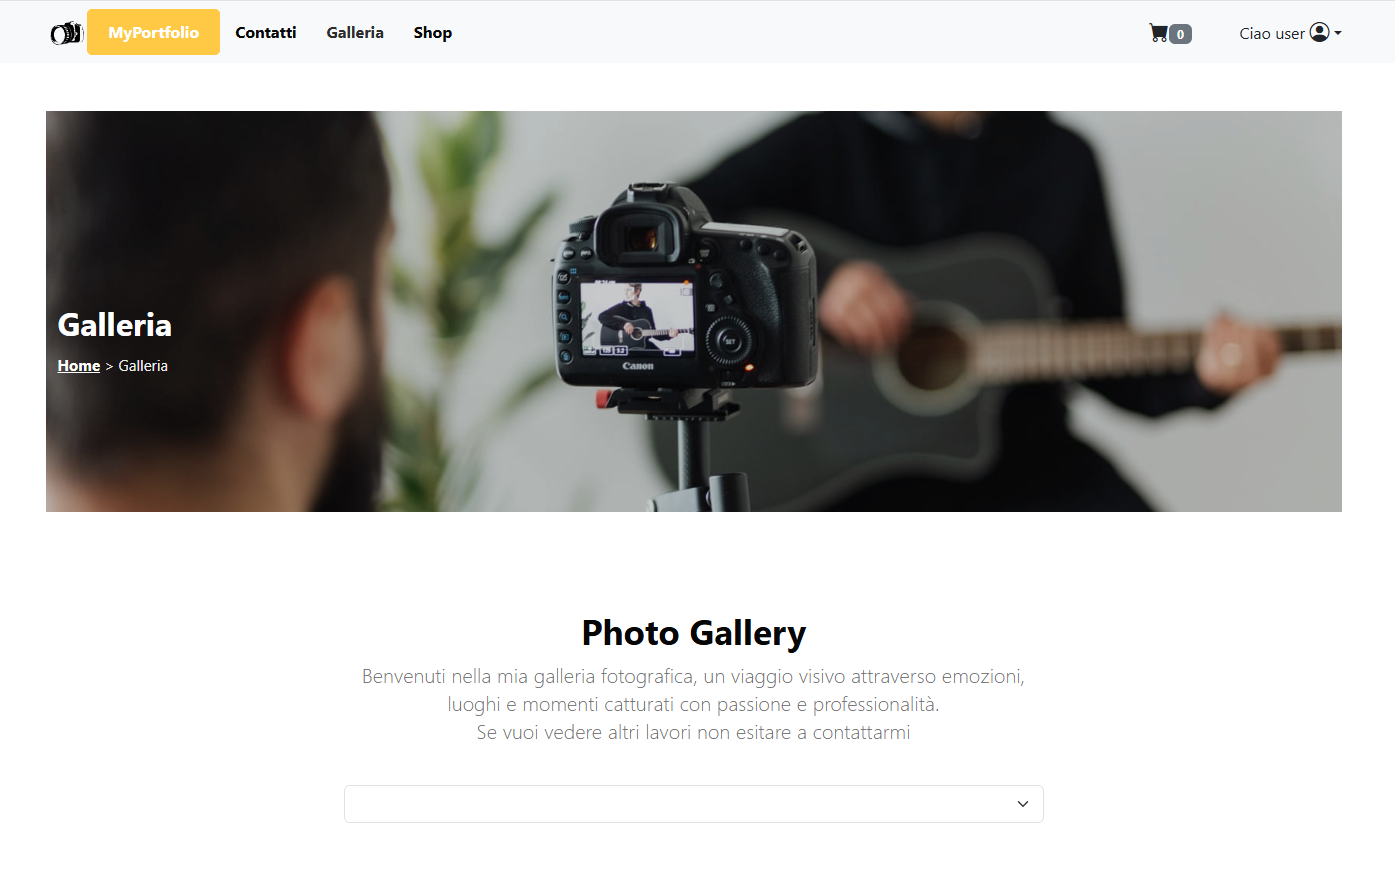 MyPortfolio Contatti Galleria Shop 0 Ciao user
SET
Canon
Galleria
Home > Galleria
Photo Gallery
Benvenuti nella mia galleria fotografica, un viaggio visivo attraverso emozioni,
luoghi e momenti catturati con passione e professionalità.
Se vuoi vedere altri lavori non esitare a contattarmi